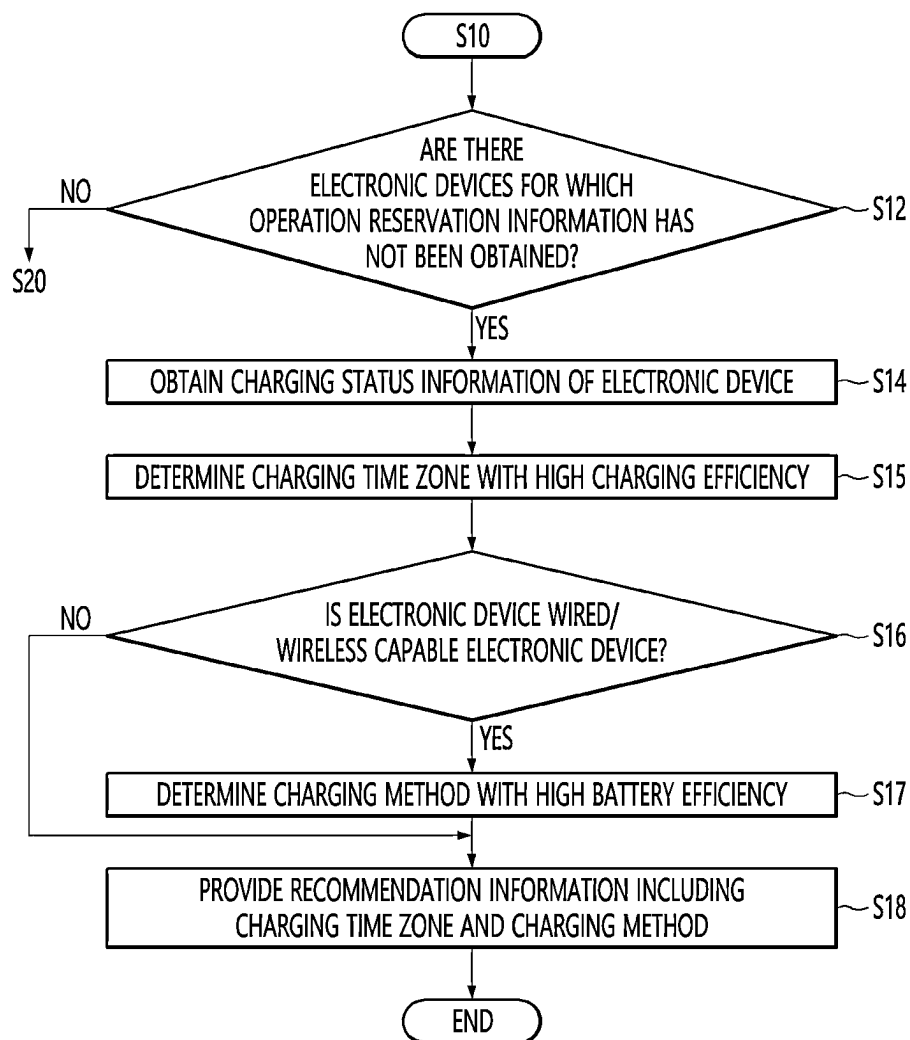 S10
ARE THERE
ELECTRONIC DEVICES FOR WHICH
OPERATION RESERVATION INFORMATION HAS
NOT BEEN OBTAINED?
NO
S12
S20
YES
OBTAIN CHARGING STATUS INFORMATION OF ELECTRONIC DEVICE
S14
DETERMINE CHARGING TIME ZONE WITH HIGH CHARGING EFFICIENCY
S15
IS ELECTRONIC DEVICE WIRED/
WIRELESS CAPABLE ELECTRONIC DEVICE?
NO
S16
YES
DETERMINE CHARGING METHOD WITH HIGH BATTERY EFFICIENCY
S17
PROVIDE RECOMMENDATION INFORMATION INCLUDING
CHARGING TIME ZONE AND CHARGING METHOD
S18
END